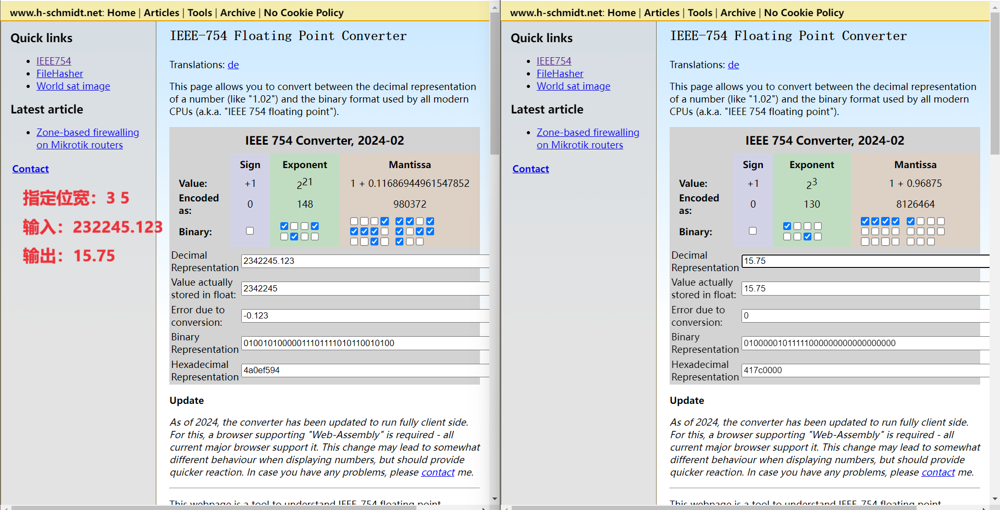 www.h-schmidt.net: Home | Articles | Tools | Archive | No Cookie Policy
Quick links
IEEE754
FileHasher
World sat image
Latest article
Zone-based firewalling
on Mikrotik routers
Contact
指定位宽：3 5
输入：232245.123
输出：15.75
IEEE-754 Floating Point Converter
Translations: de
This page allows you to convert between the decimal representation
of a number (like "1.02") and the binary format used by all modern
CPUs (a.k.a. "IEEE 754 floating point").
IEEE 754 Converter, 2024-02
Sign Exponent Mantissa
Value: +1 2^21 1 + 0.11686944961547852
Encoded
as: 0 148 980372
Binary:
Decimal
Representation 2342245.123
Value actually
stored in float: 2342245
Error due to
conversion: -0.123
Binary
Representation 01001010000011101111010110010100
Hexadecimal
Representation 4a0ef594
Update
As of 2024, the converter has been updated to run fully client side.
For this, a browser supporting "Web-Assembly" is required - all
current major browser support it. This change may lead to somewhat
different behaviour when displaying numbers, but should provide
quicker reaction. In case you have any problems, please contact me.
This webpage is a tool to understand IEEE-754 floating point
www.h-schmidt.net: Home | Articles | Tools | Archive | No Cookie Policy
Quick links
IEEE754
FileHasher
World sat image
Latest article
Zone-based firewalling
on Mikrotik routers
Contact
IEEE-754 Floating Point Converter
Translations: de
This page allows you to convert between the decimal representation
of a number (like "1.02") and the binary format used by all modern
CPUs (a.k.a. "IEEE 754 floating point").
IEEE 754 Converter, 2024-02
Sign Exponent Mantissa
Value: +1 2^3 1 + 0.96875
Encoded
as: 0 130 8126464
Binary:
Decimal
Representation 15.75
Value actually
stored in float: 15.75
Error due to
conversion: 0
Binary
Representation 01000001011111000000000000000000
Hexadecimal
Representation 417c0000
Update
As of 2024, the converter has been updated to run fully client side.
For this, a browser supporting "Web-Assembly" is required - all
current major browser support it. This change may lead to somewhat
different behaviour when displaying numbers, but should provide
quicker reaction. In case you have any problems, please contact me.
This webpage is a tool to understand IEEE-754 floating point